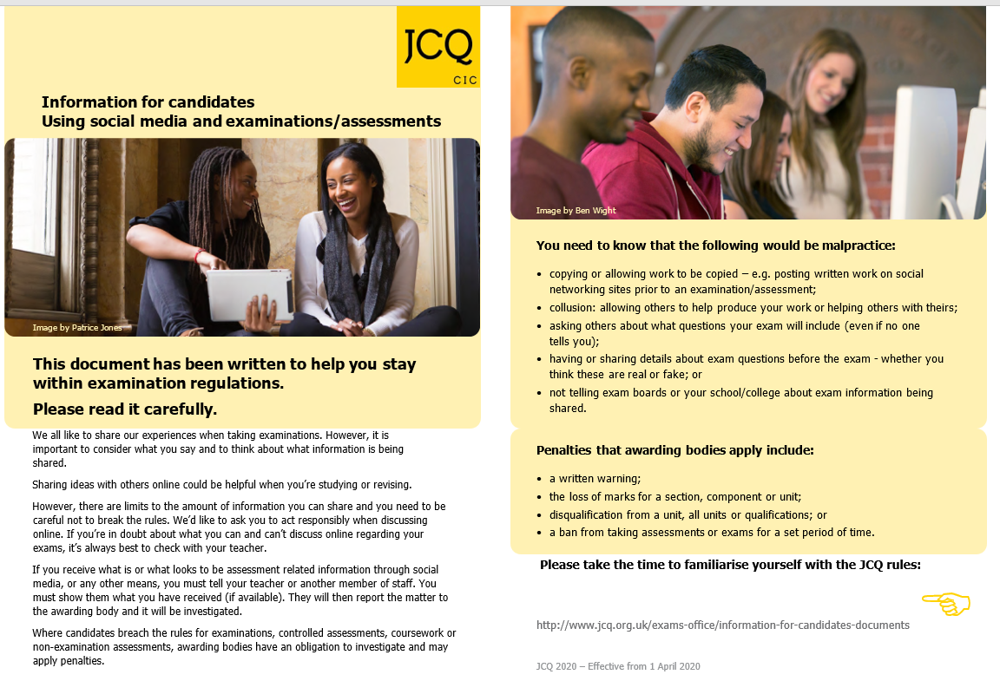 JCQ
CIC
Information for candidates
Using social media and examinations/assessments
Image by Patrice Jones
This document has been written to help you stay
within examination regulations.
Please read it carefully.
We all like to share our experiences when taking examinations. However, it is
important to consider what you say and to think about what information is being
shared.
Sharing ideas with others online could be helpful when you’re studying or revising.
However, there are limits to the amount of information you can share and you need to be
careful not to break the rules. We’d like to ask you to act responsibly when discussing
online. If you’re in doubt about what you can and can’t discuss online regarding your
exams, it’s always best to check with your teacher.
If you receive what is or what looks to be assessment related information through social
media, or any other means, you must tell your teacher or another member of staff. You
must show them what you have received (if available). They will then report the matter to
the awarding body and it will be investigated.
Where candidates breach the rules for examinations, controlled assessments, coursework or
non-examination assessments, awarding bodies have an obligation to investigate and may
apply penalties.
Image by Ben Wight
You need to know that the following would be malpractice:
• copying or allowing work to be copied – e.g. posting written work on social
networking sites prior to an examination/assessment;
• collusion: allowing others to help produce your work or helping others with theirs;
• asking others about what questions your exam will include (even if no one
tells you);
• having or sharing details about exam questions before the exam - whether you
think these are real or fake; or
• not telling exam boards or your school/college about exam information being
shared.
Penalties that awarding bodies apply include:
• a written warning;
• the loss of marks for a section, component or unit;
• disqualification from a unit, all units or qualifications; or
• a ban from taking assessments or exams for a set period of time.
Please take the time to familiarise yourself with the JCQ rules:
http://www.jcq.org.uk/exams-office/information-for-candidates-documents
JCQ 2020 – Effective from 1 April 2020